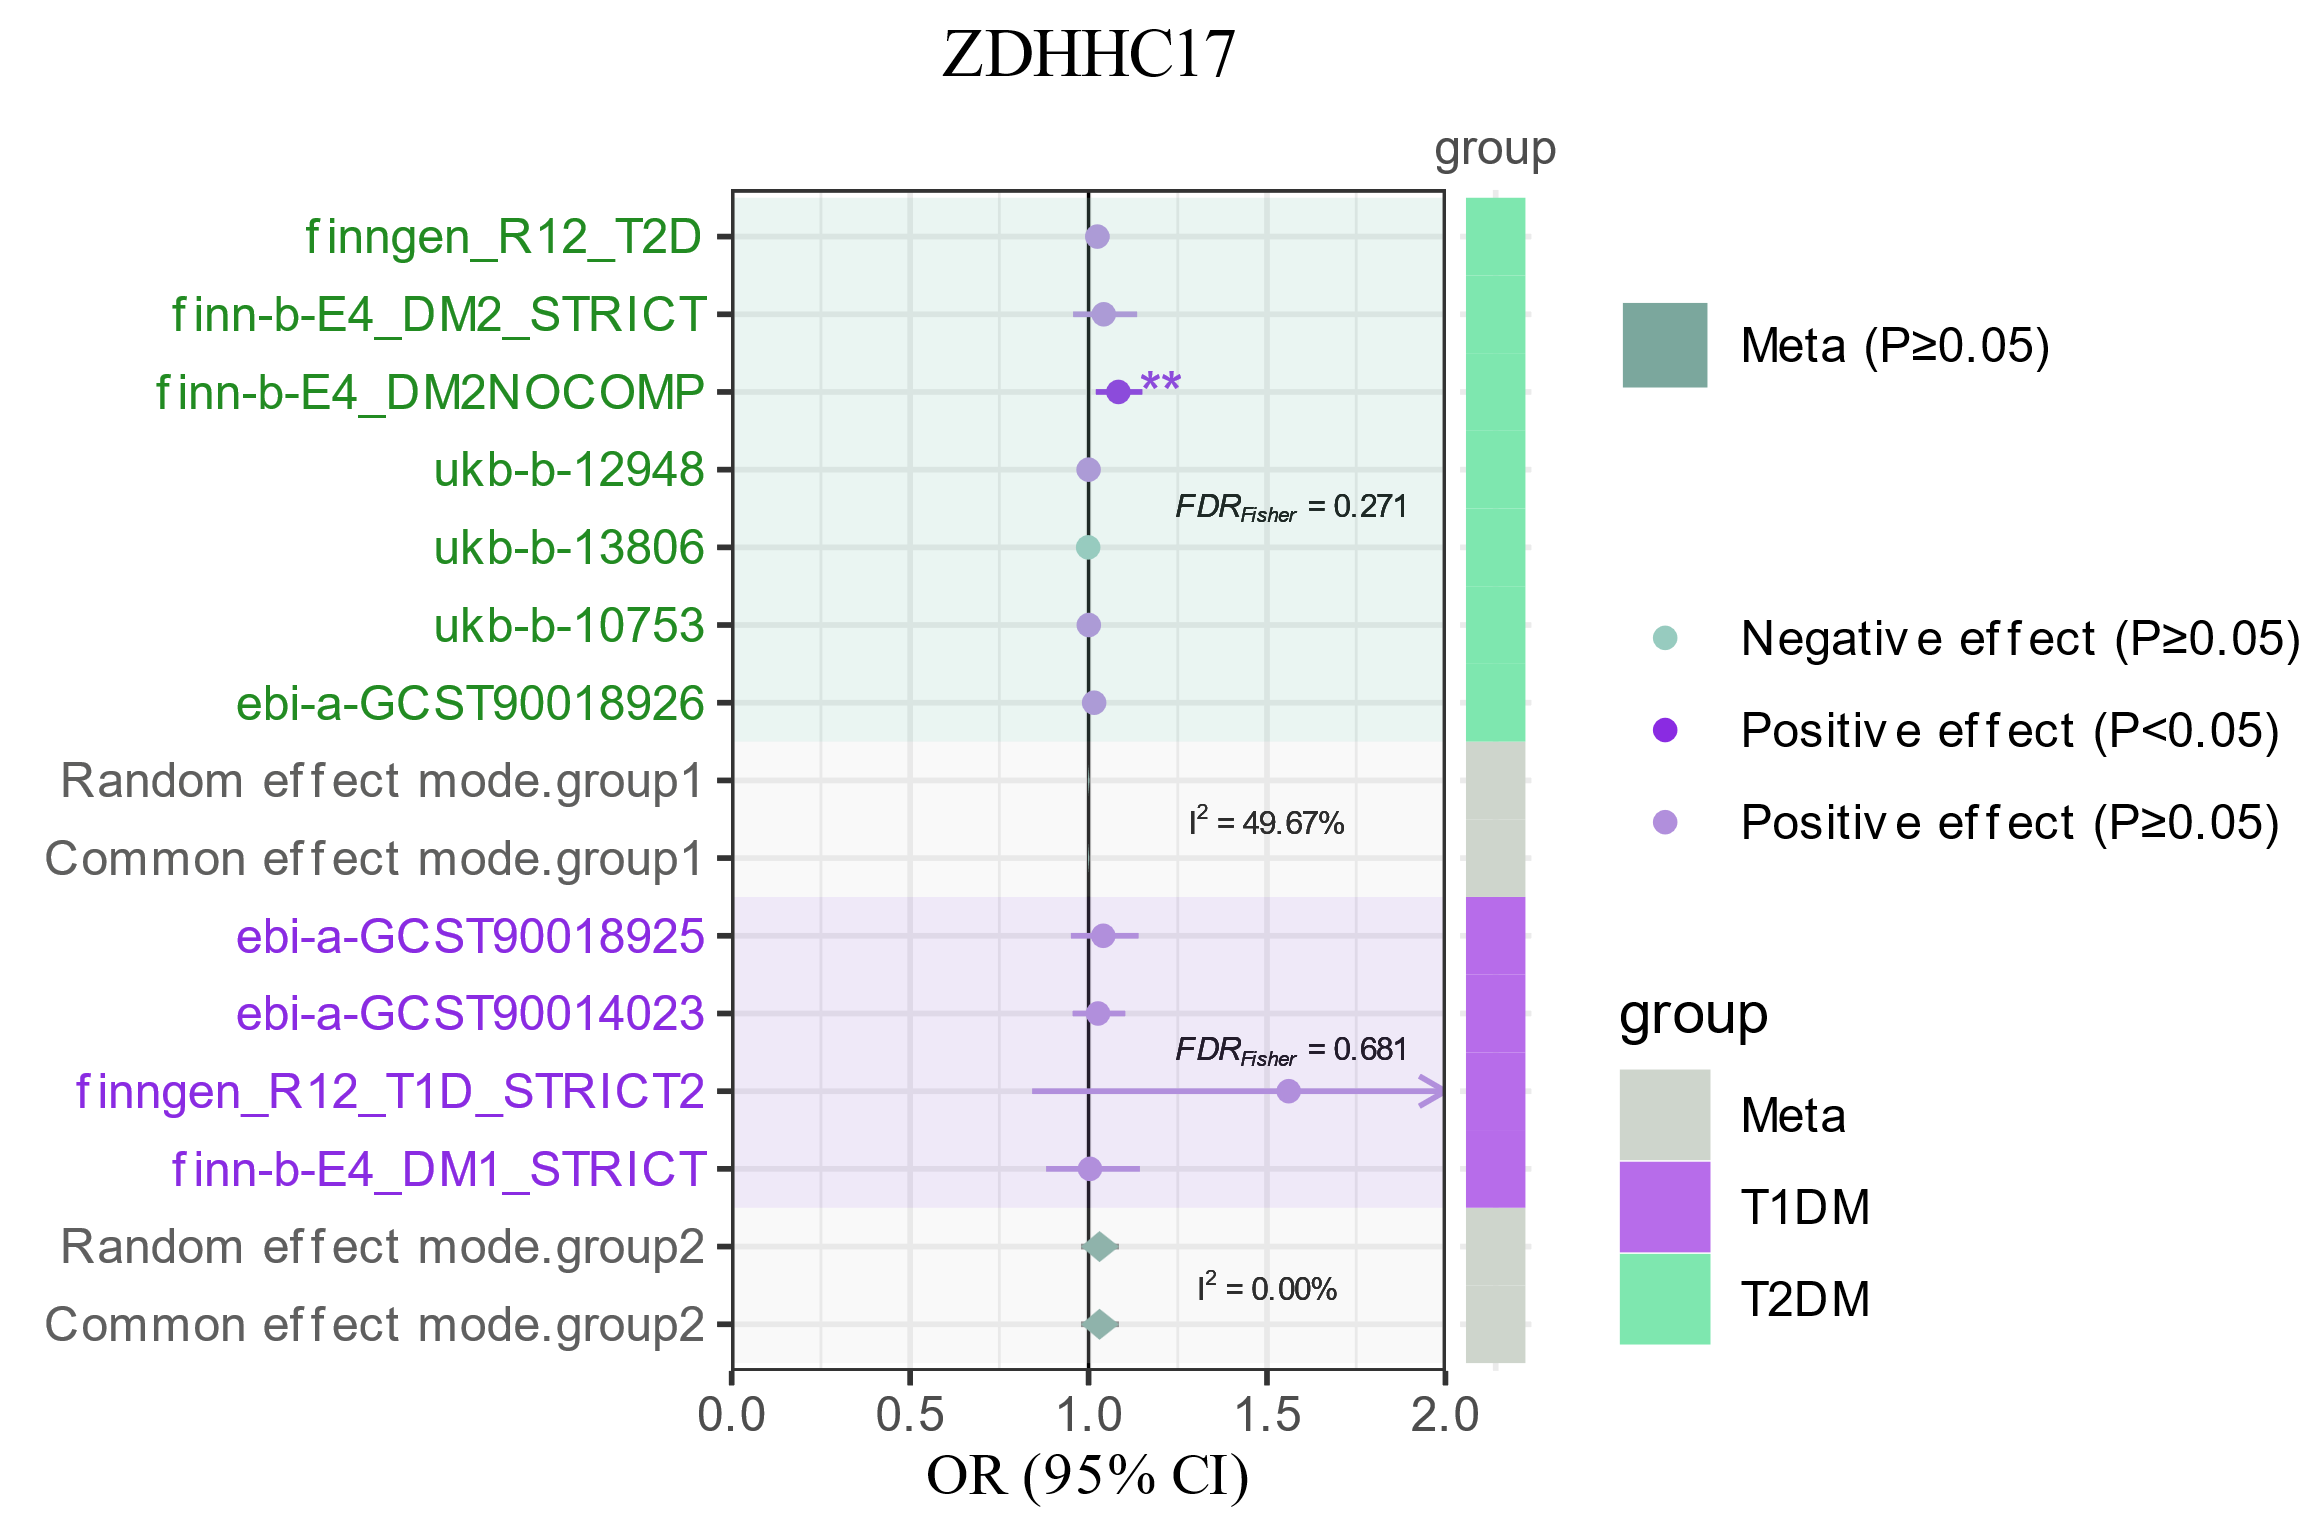 ZDHHC17
group
finngen_R12_T2D
finn-b-E4_DM2_STRICT
finn-b-E4_DM2NOCOMP
**
ukb-b-12948
FDRFisher = 0.271
ukb-b-13806
ukb-b-10753
ebi-a-GCST90018926
Random effect mode.group1
I² = 49.67%
Common effect mode.group1
ebi-a-GCST90018925
ebi-a-GCST90014023
FDRFisher = 0.681
finngen_R12_T1D_STRICT2
finn-b-E4_DM1_STRICT
Random effect mode.group2
I² = 0.00%
Common effect mode.group2
0.0 0.5 1.0 1.5 2.0
OR (95% CI)
Meta (P≥0.05)
Negative effect (P≥0.05)
Positive effect (P<0.05)
Positive effect (P≥0.05)
group
Meta
T1DM
T2DM